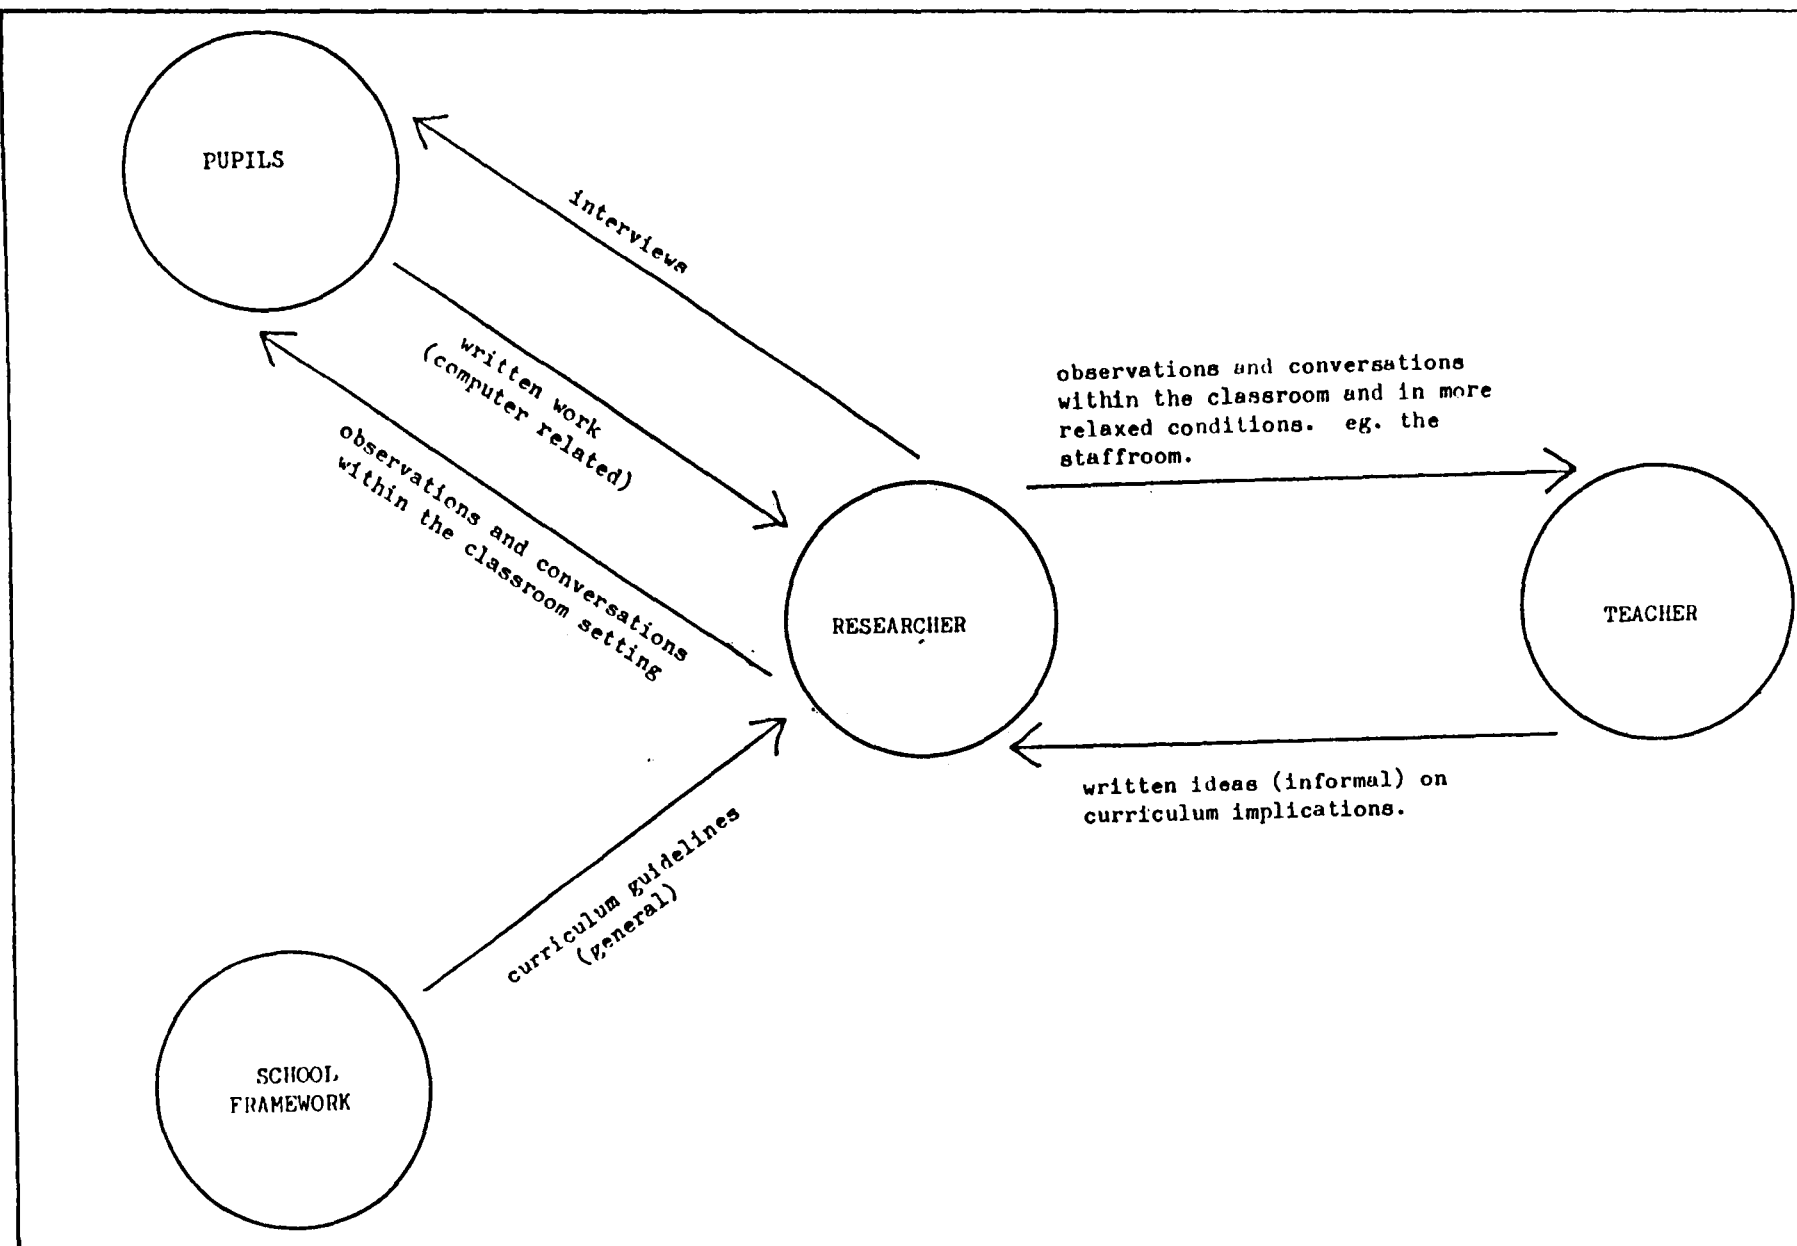 PUPILS
interviews
written work
(computer related)
observations and conversations
within the classroom setting
observations and conversations
within the classroom and in more
relaxed conditions. eg. the
staffroom.
RESEARCHER
TEACHER
written ideas (informal) on
curriculum implications.
curriculum guidelines
(general)
SCHOOL
FRAMEWORK